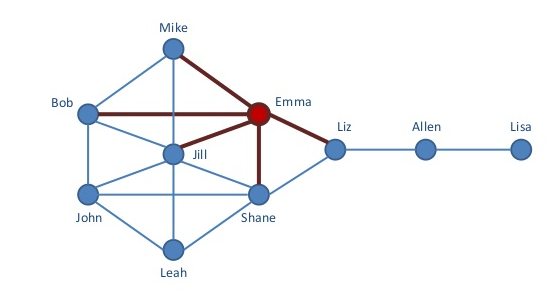 Mike
Bob
Emma
Liz
Allen
Lisa
Jill
John
Shane
Leah